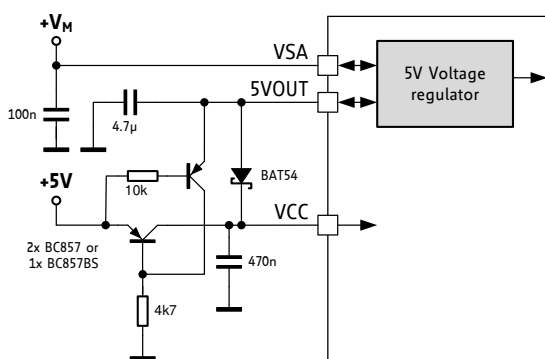 +VM
VSA
5V Voltage
regulator
5VOUT
100n
4.7µ
+5V
10k
BAT54
VCC
2x BC857 or
1x BC857BS
470n
4k7